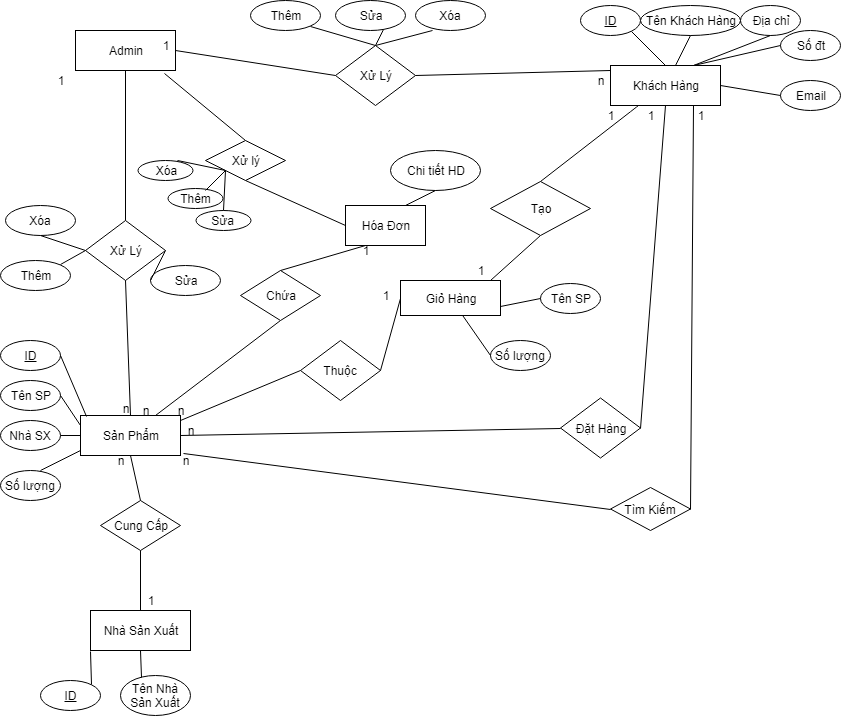 Thêm
Sửa
Xóa
ID
Tên Khách Hàng
Địa chỉ
Admin
1
Số đt
Xử Lý
1
n
Khách Hàng
Email
1
1
1
Xử lý
Xóa
Chi tiết HD
Thêm
Tạo
Xóa
Sửa
Hóa Đơn
Xử Lý
1
Thêm
Sửa
1
Chứa
1
Giỏ Hàng
Tên SP
ID
Số lượng
Thuộc
Tên SP
n
n
n
Nhà SX
Sản Phẩm
n
Đặt Hàng
n
n
Số lượng
Tìm Kiếm
Cung Cấp
1
Nhà Sản Xuất
ID
Tên Nhà
Sản Xuất